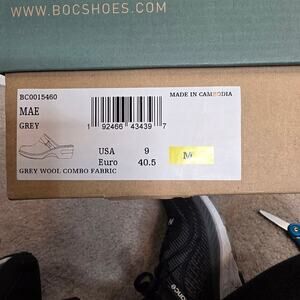 WWW.BOCSHOES.COM
BC0015460
MADE IN CAMBODIA
MAE
GREY
1 92466 43439 7
USA 9
Euro 40.5
M
GREY WOOL COMBO FABRIC